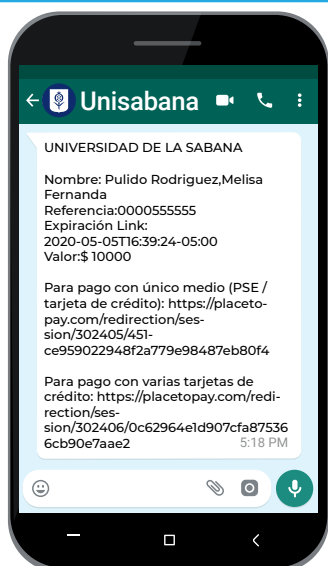 Unisabana
UNIVERSIDAD DE LA SABANA
Nombre: Pulido Rodriguez,Melisa
Fernanda
Referencia:0000555555
Expiración Link:
2020-05-05T16:39:24-05:00
Valor:$ 10000
Para pago con único medio (PSE /
tarjeta de crédito): https://placeto-
pay.com/redirection/ses-
sion/302405/451-
ce959022948f2a779e98487eb80f4
Para pago con varias tarjetas de
crédito: https://placetopay.com/redi-
rection/ses-
sion/302406/0c62964e1d907cfa87536
6cb90e7aae2
5:18 PM